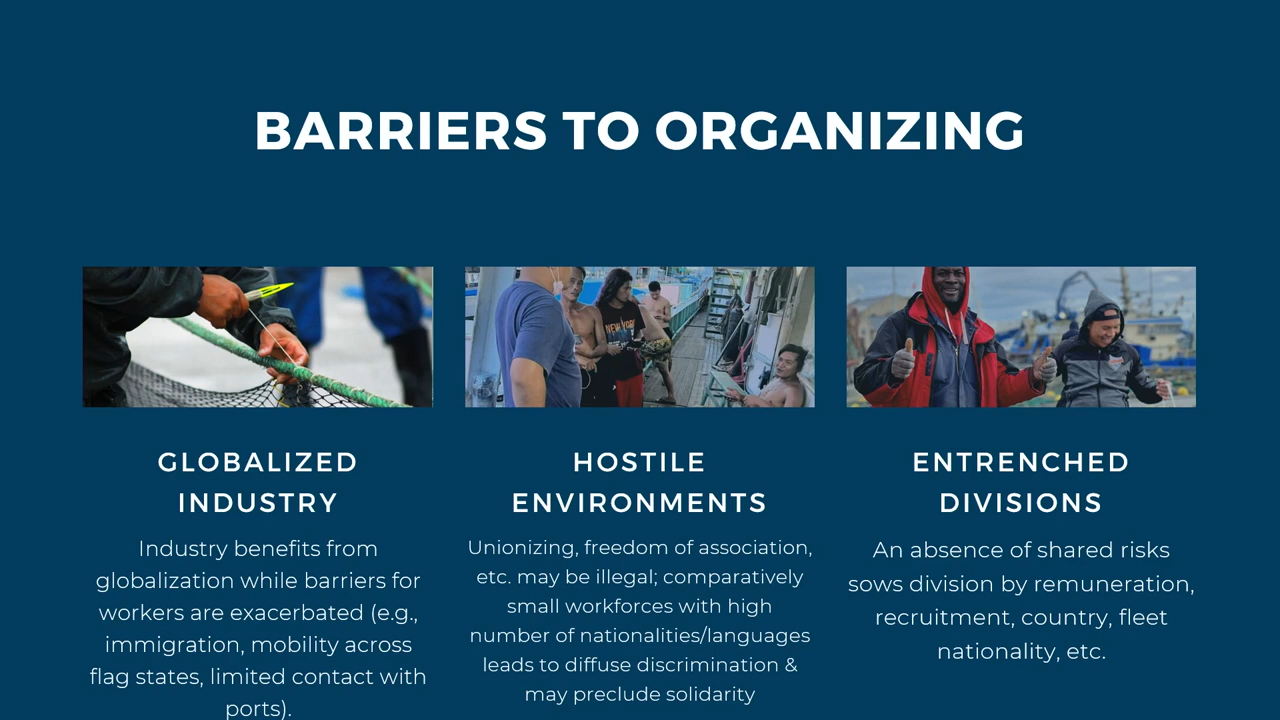 BARRIERS TO ORGANIZING
NEW YORK
GLOBALIZED
INDUSTRY
Industry benefits from
globalization while barriers for
workers are exacerbated (e.g.,
immigration, mobility across
flag states, limited contact with
ports).
HOSTILE
ENVIRONMENTS
Unionizing, freedom of association,
etc. may be illegal; comparatively
small workforces with high
number of nationalities/languages
leads to diffuse discrimination &
may preclude solidarity
ENTRENCHED
DIVISIONS
An absence of shared risks
sows division by remuneration,
recruitment, country, fleet
nationality, etc.